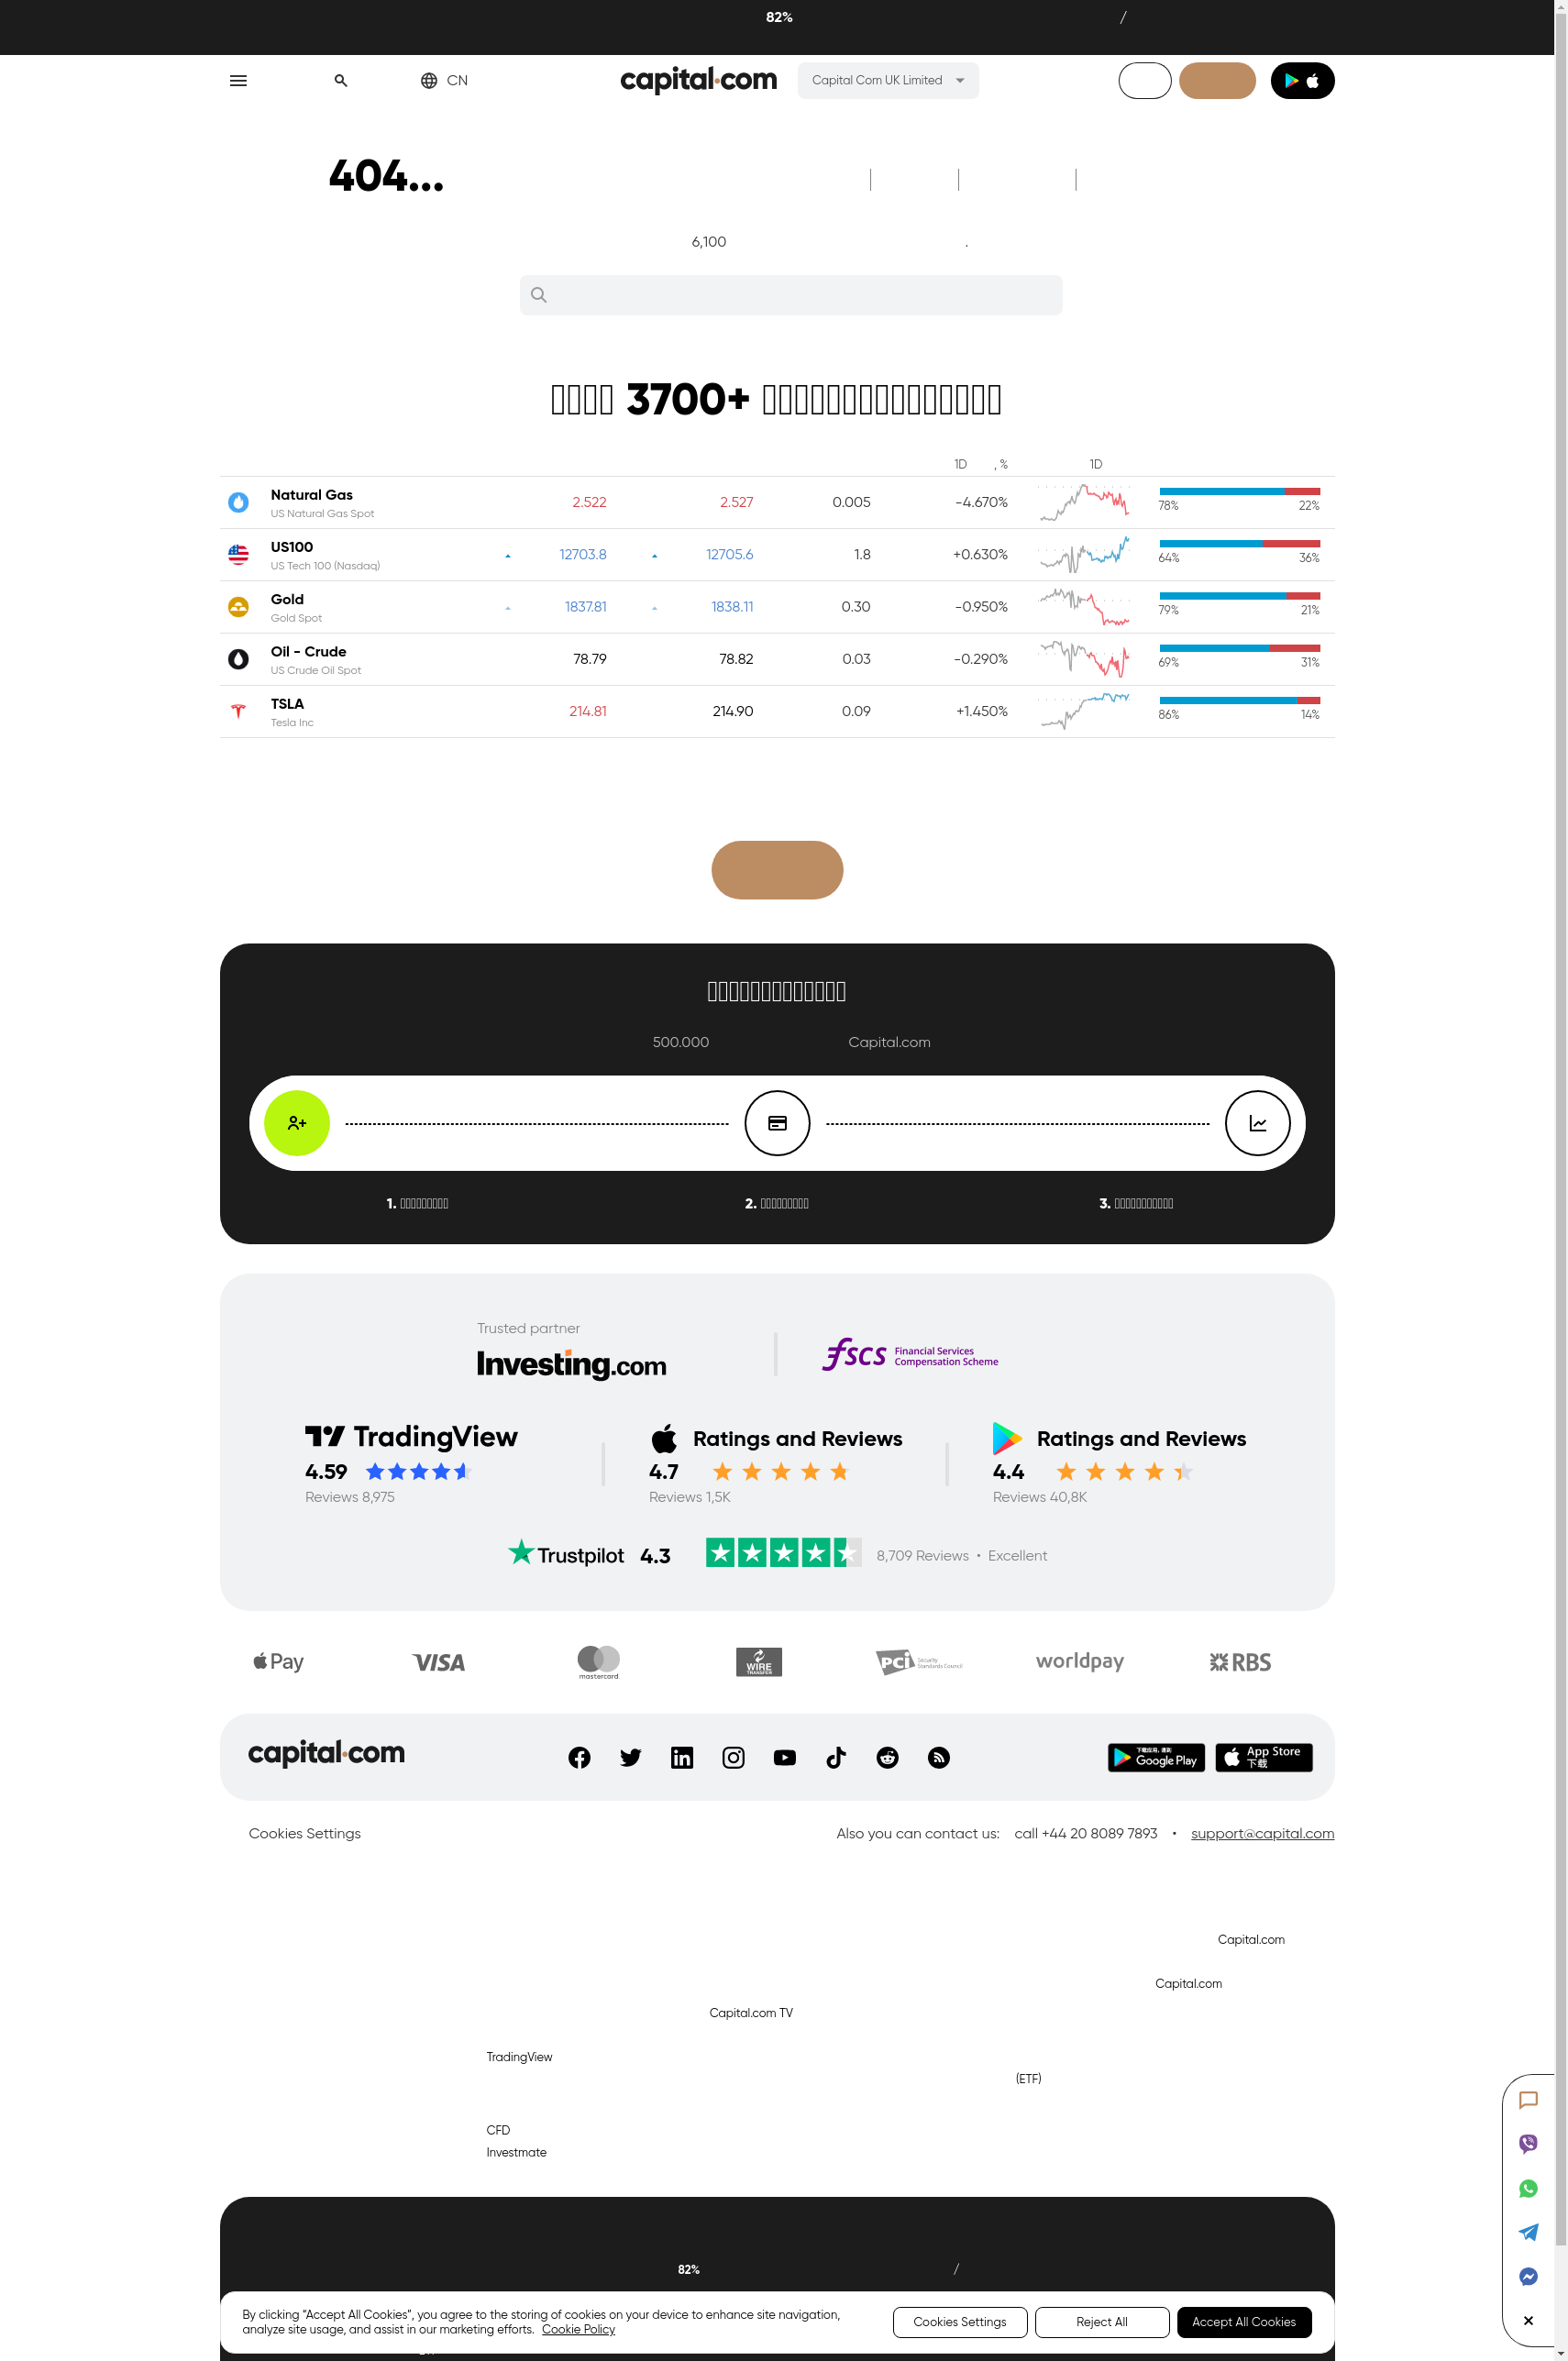 82% /
CN
capital.com
Capital Com UK Limited
404...
6,100 .
3700+
1D , % 1D
Natural Gas
US Natural Gas Spot
2.522 2.527 0.005 -4.670% 78% 22%
US100
US Tech 100 (Nasdaq)
12703.8 12705.6 1.8 +0.630% 64% 36%
Gold
Gold Spot
1837.81 1838.11 0.30 -0.950% 79% 21%
Oil - Crude
US Crude Oil Spot
78.79 78.82 0.03 -0.290% 69% 31%
TSLA
Tesla Inc
214.81 214.90 0.09 +1.450% 86% 14%
500.000 Capital.com
1. 2. 3.
Trusted partner
Investing.com
fscs Financial Services
Compensation Scheme
TradingView
4.59
Reviews 8,975
Ratings and Reviews
4.7
Reviews 1,5K
Ratings and Reviews
4.4
Reviews 40,8K
Trustpilot 4.3 8,709 Reviews • Excellent
Pay VISA mastercard WIRE TRANSFER PCI Security Standards Council worldpay RBS
capital.com
Google Play
App Store
下载
Cookies Settings
Also you can contact us: call +44 20 8089 7893 • support@capital.com
Capital.com
Capital.com
Capital.com TV
TradingView
(ETF)
CFD
Investmate
82% /
By clicking “Accept All Cookies”, you agree to the storing of cookies on your device to enhance site navigation,
analyze site usage, and assist in our marketing efforts. Cookie Policy
Cookies Settings
Reject All
Accept All Cookies